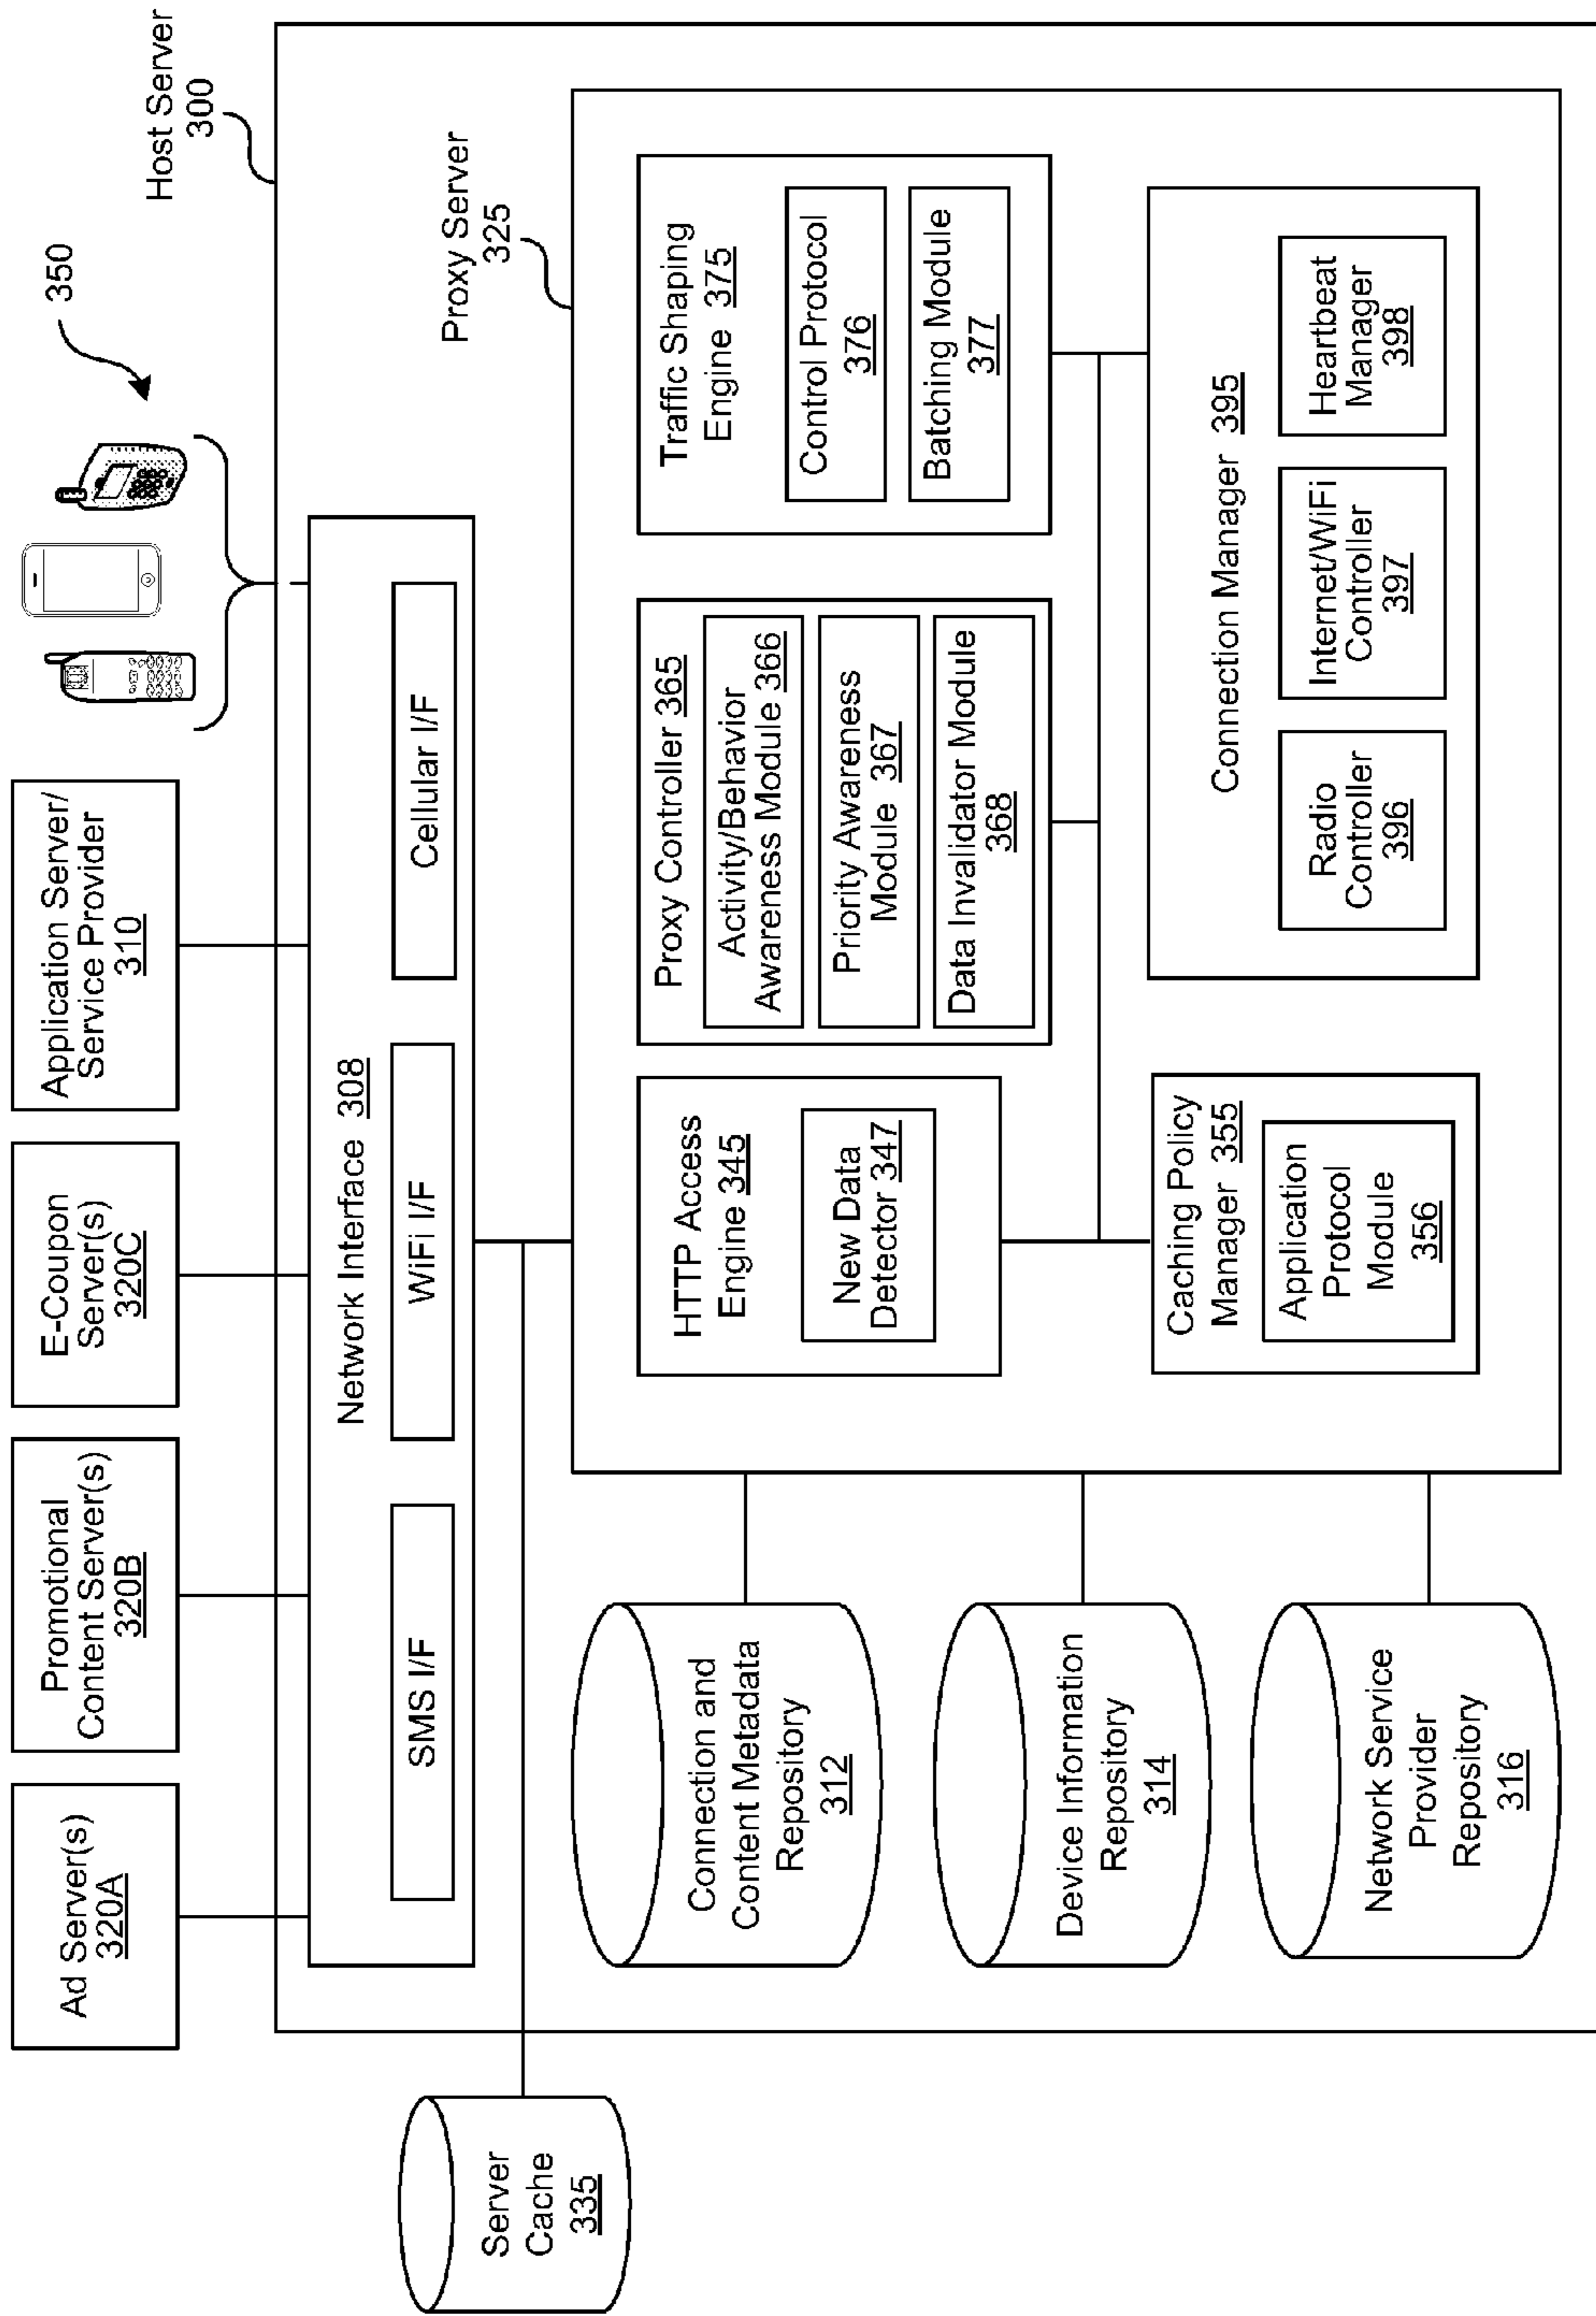 Ad Server(s)
320A
Promotional
Content Server(s)
320B
E-Coupon
Server(s)
320C
Application Server/
Service Provider
310
350
Host Server
300
Network Interface 308
SMS I/F
WiFi I/F
Cellular I/F
Server
Cache
335
Proxy Server
325
Connection and
Content Metadata
Repository
312
Device Information
Repository
314
Network Service
Provider
Repository
316
HTTP Access
Engine 345
New Data
Detector 347
Proxy Controller 365
Activity/Behavior
Awareness Module 366
Priority Awareness
Module 367
Data Invalidator Module
368
Traffic Shaping
Engine 375
Control Protocol
376
Batching Module
377
Caching Policy
Manager 355
Application
Protocol
Module
356
Connection Manager 395
Radio
Controller
396
Internet/WiFi
Controller
397
Heartbeat
Manager
398